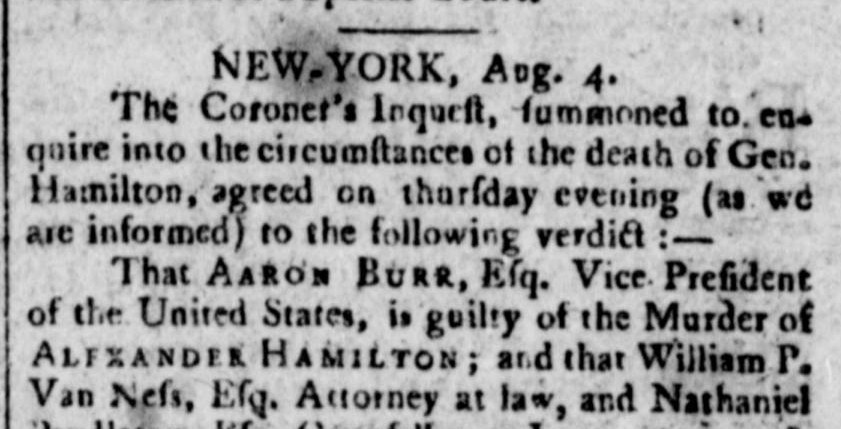 NEW-YORK, Aug. 4.
The Coroner's Inqueſt, ſummoned to en-
quire into the circumſtances of the death of Gen.
Hamilton, agreed on thurſday evening (as we
are informed) to the following verdict :—
That AARON BURR, Eſq. Vice Preſident
of the United States, is guilty of the Murder of
ALEXANDER HAMILTON; and that William P.
Van Neſs, Eſq. Attorney at law, and Nathaniel